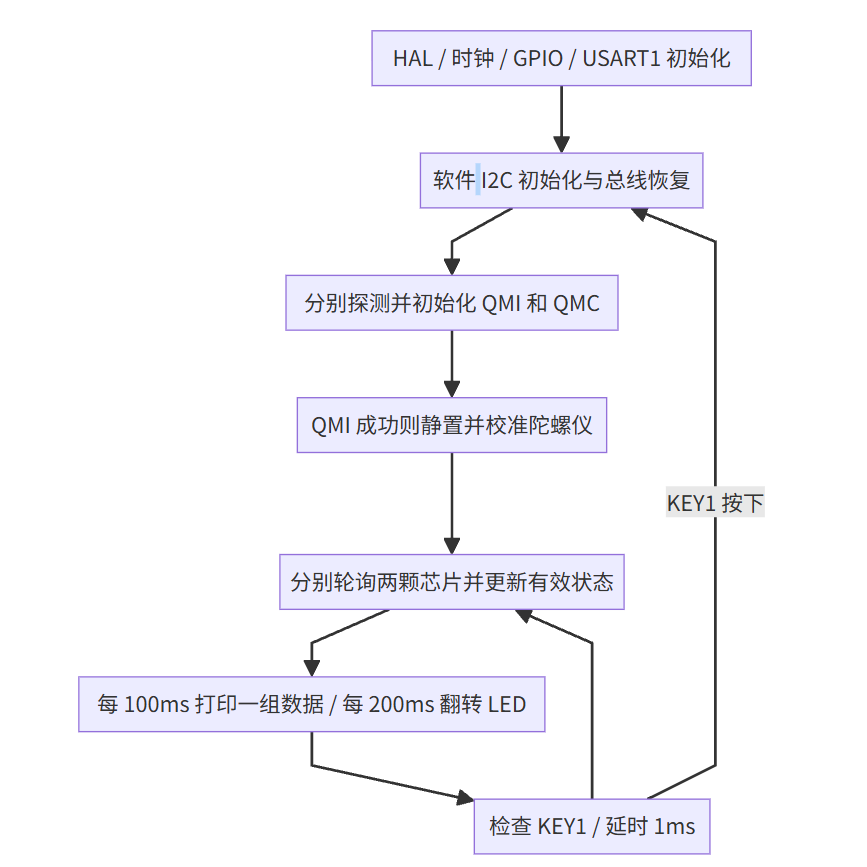 HAL / 时钟 / GPIO / USART1 初始化
软件 I2C 初始化与总线恢复
分别探测并初始化 QMI 和 QMC
QMI 成功则静置并校准陀螺仪
KEY1 按下
分别轮询两颗芯片并更新有效状态
每 100ms 打印一组数据 / 每 200ms 翻转 LED
检查 KEY1 / 延时 1ms